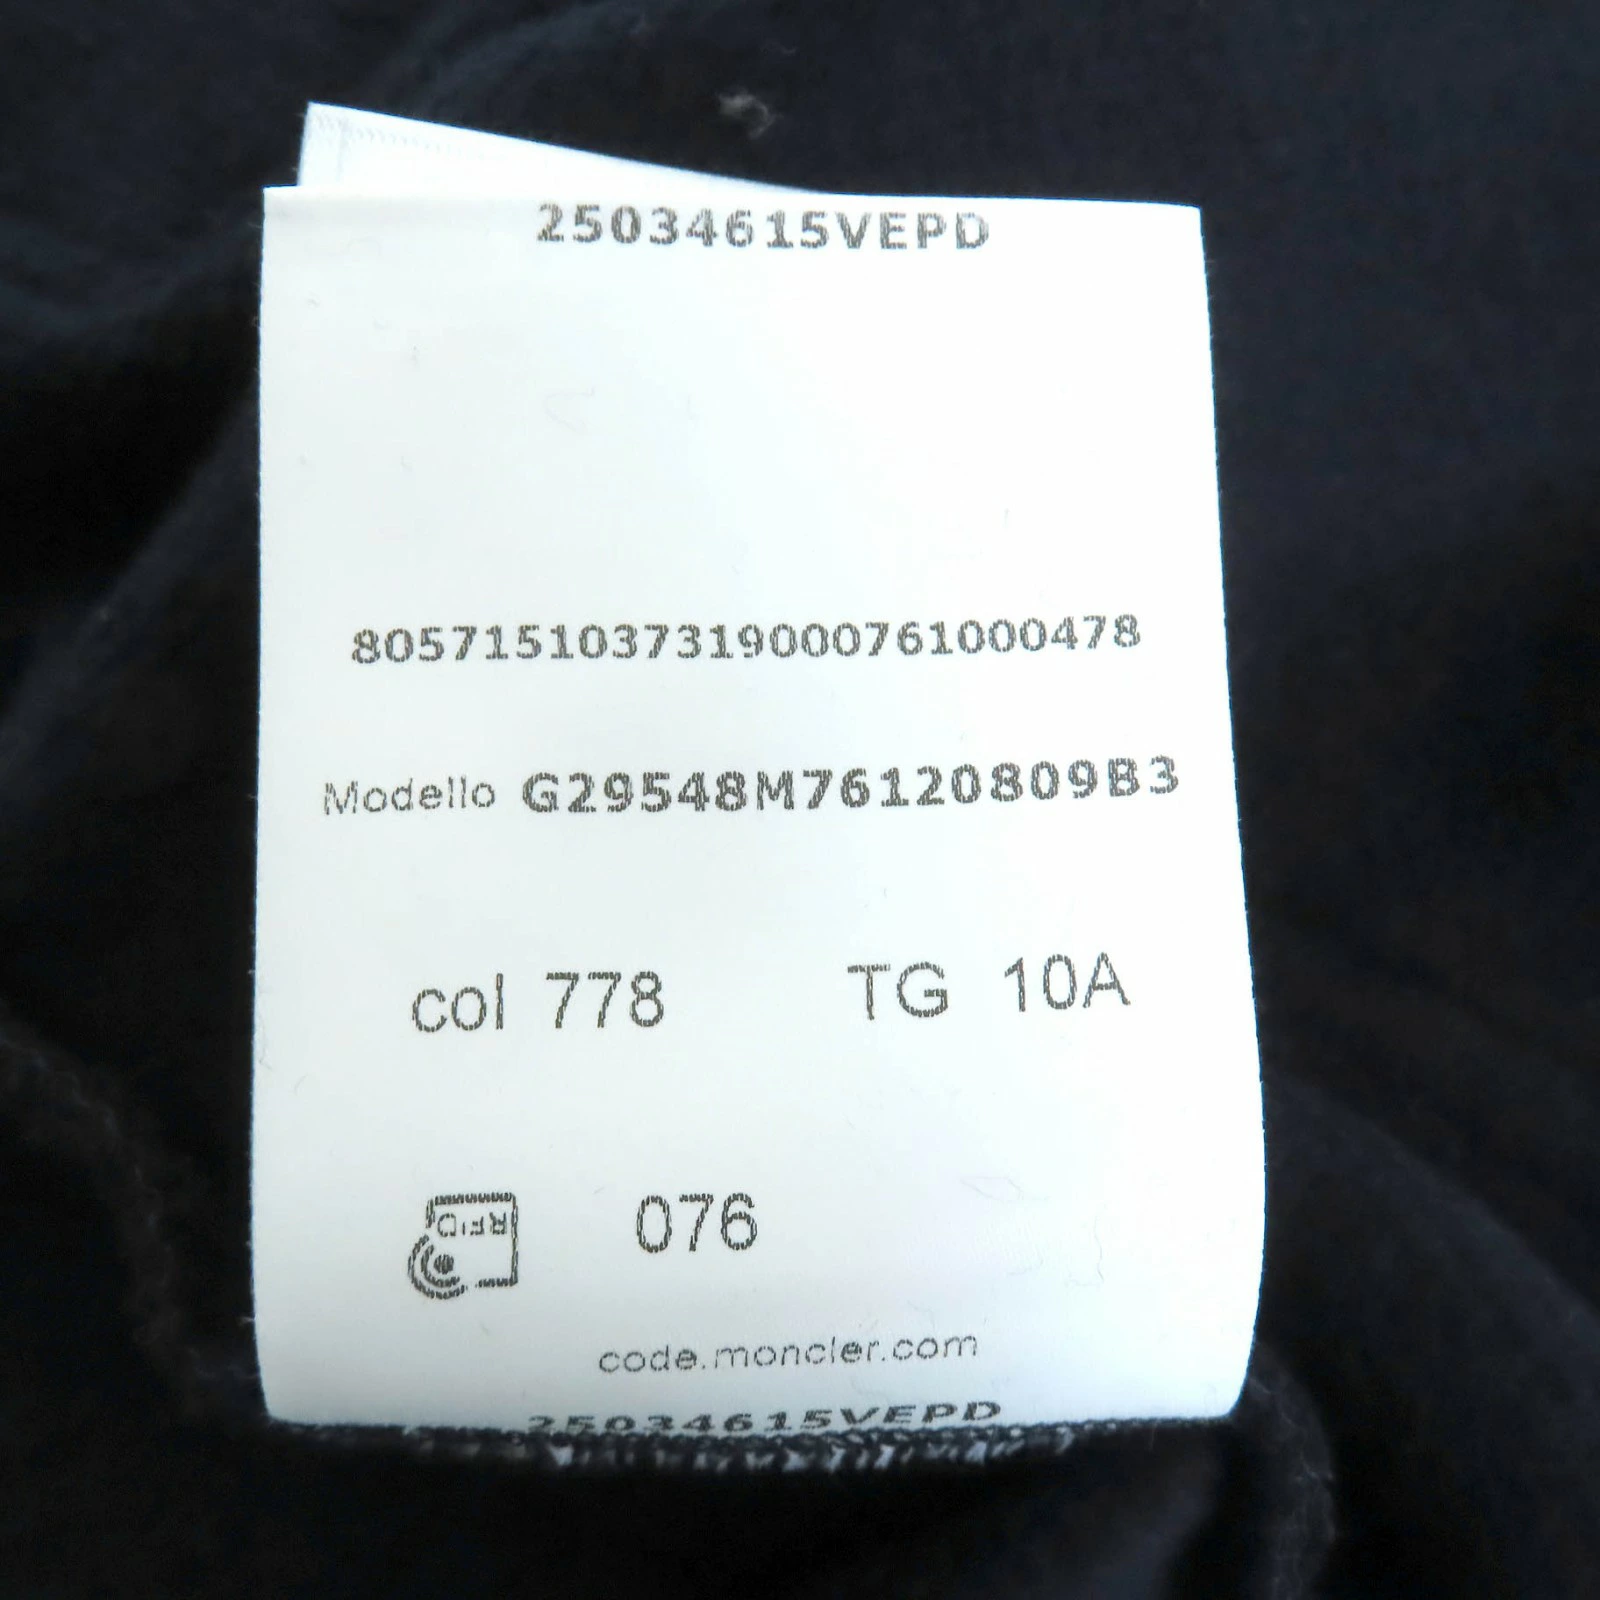 25034615VEPD
8057151037319000761000478
Modello G29548M76120809B3
col 778 TG 10A
RFID 076
code.moncler.com
25034615VEPD